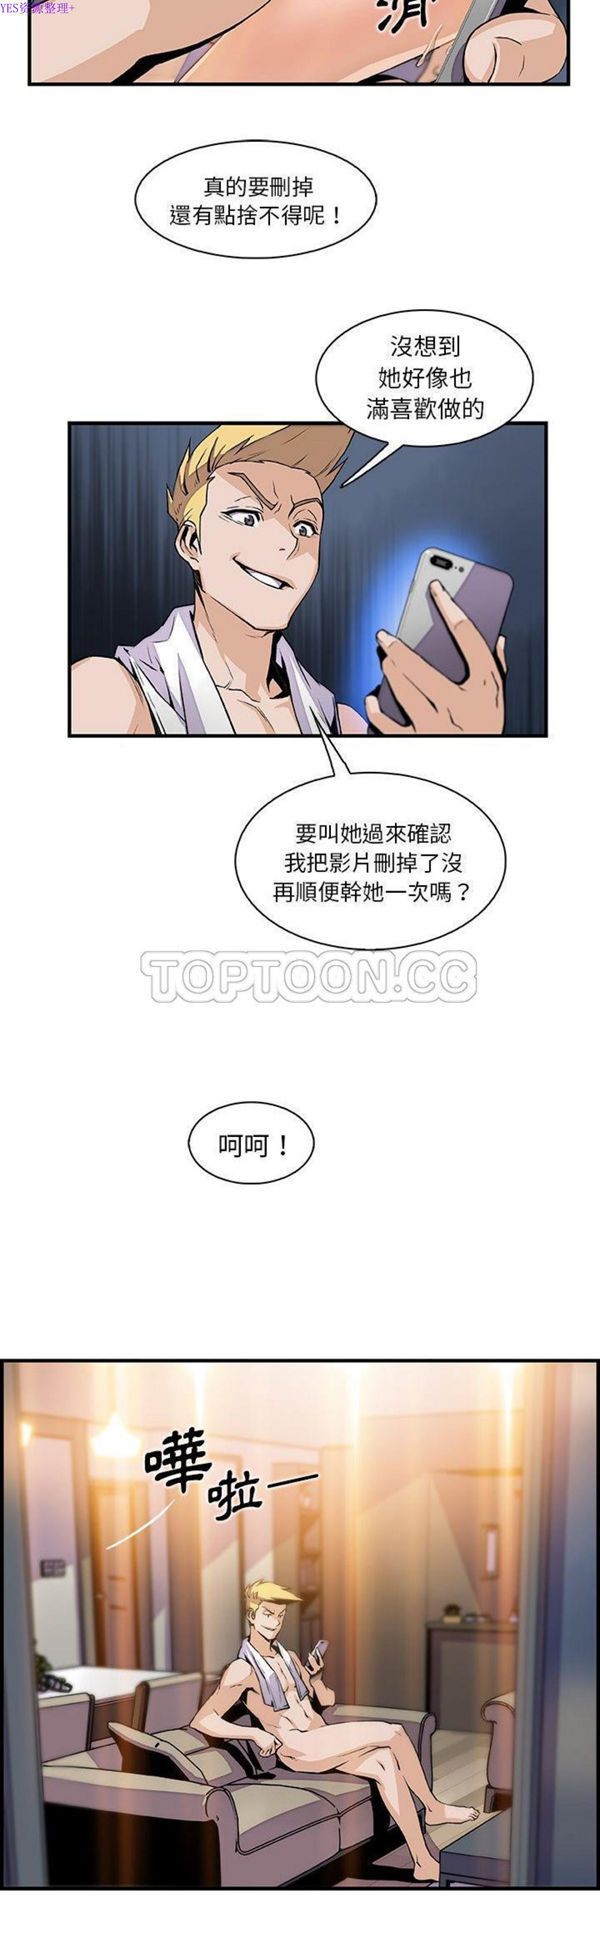 YES资源整理+
滑
真的要刪掉
還有點捨不得呢！
沒想到
她好像也
滿喜歡做的
要叫她過來確認
我把影片刪掉了沒
再順便幹她一次嗎？
TOPTOON.CC
呵呵！
嘩啦—